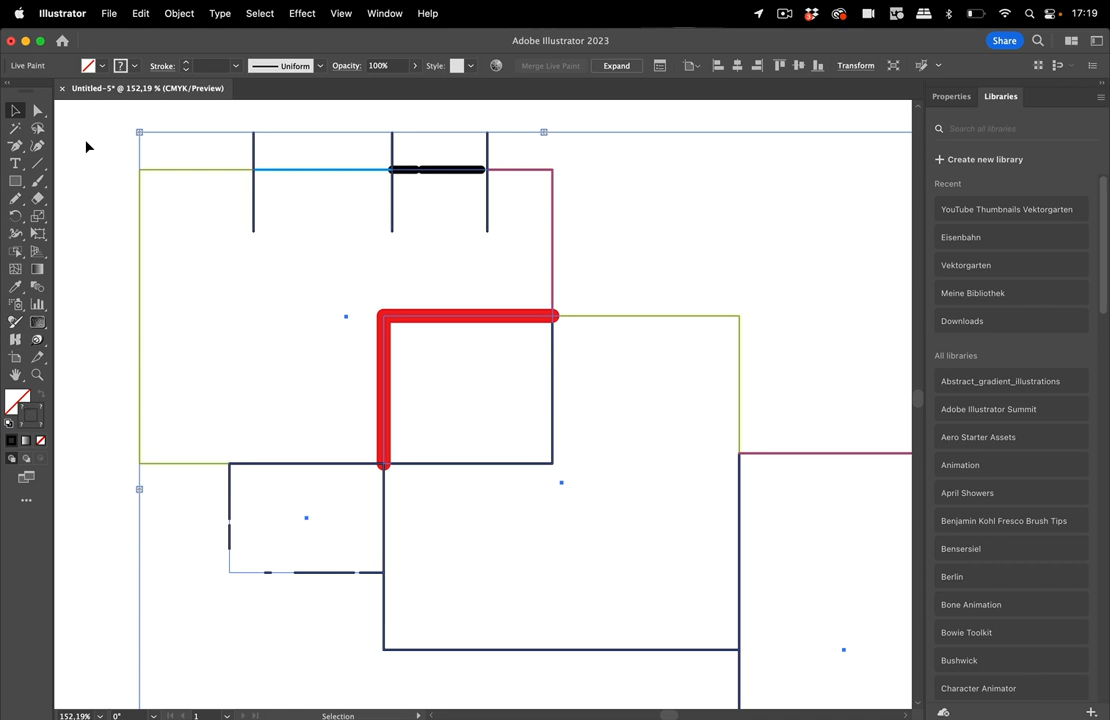 Illustrator File Edit Object Type Select Effect View Window Help 17:19
Adobe Illustrator 2023 Share
Live Paint Stroke: Uniform Opacity: 100% Style: Merge Live Paint Expand Transform
Untitled-5* @ 152,19 % (CMYK/Preview)
Properties Libraries
Search all libraries
Create new library
Recent
YouTube Thumbnails Vektorgarten
Eisenbahn
Vektorgarten
Meine Bibliothek
Downloads
All libraries
Abstract_gradient_illustrations
Adobe Illustrator Summit
Aero Starter Assets
Animation
April Showers
Benjamin Kohl Fresco Brush Tips
Bensersiel
Berlin
Bone Animation
Bowie Toolkit
Bushwick
Character Animator
152,19% 0° 1 Selection